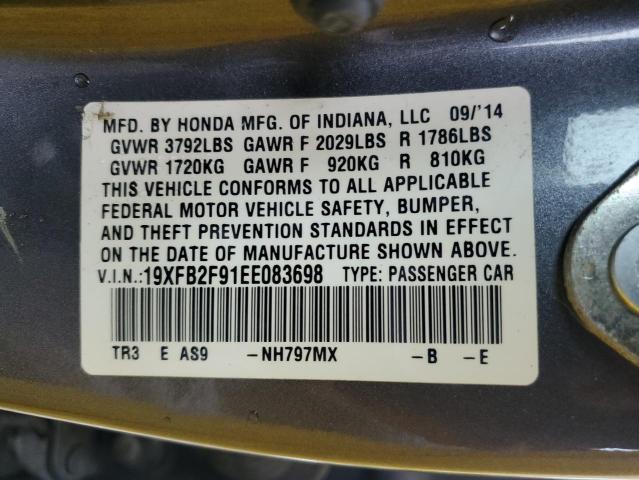 MFD. BY HONDA MFG. OF INDIANA, LLC 09/'14
GVWR 3792LBS GAWR F 2029LBS R 1786LBS
GVWR 1720KG GAWR F 920KG R 810KG
THIS VEHICLE CONFORMS TO ALL APPLICABLE
FEDERAL MOTOR VEHICLE SAFETY, BUMPER,
AND THEFT PREVENTION STANDARDS IN EFFECT
ON THE DATE OF MANUFACTURE SHOWN ABOVE.
V.I.N.:19XFB2F91EE083698 TYPE: PASSENGER CAR
TR3 E AS9 -NH797MX -B -E